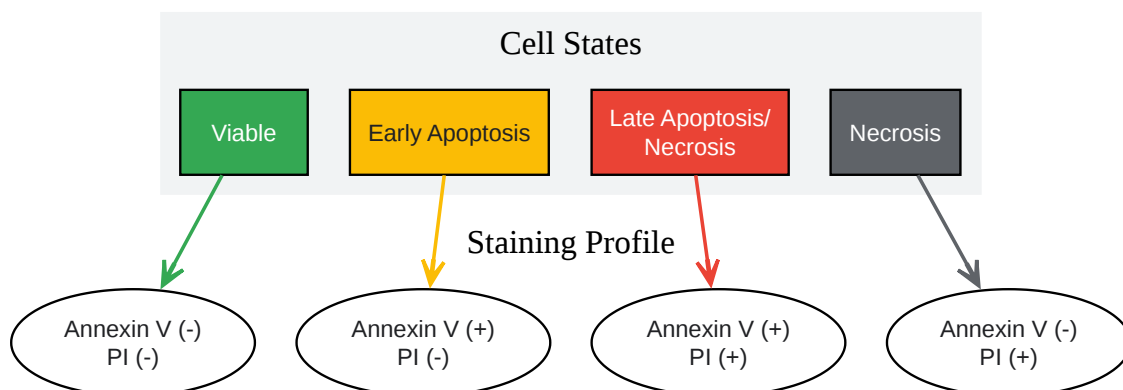 Cell States
Viable
Early Apoptosis
Late Apoptosis/
Necrosis
Necrosis
Staining Profile
Annexin V (-)
PI (-)
Annexin V (+)
PI (-)
Annexin V (+)
PI (+)
Annexin V (-)
PI (+)